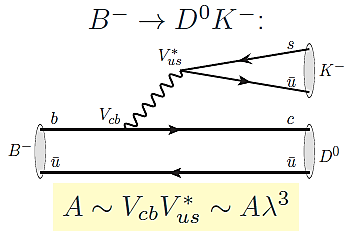 B⁻ → D⁰K⁻:
V*us
s
ū
K⁻
Vcb
b
c
B⁻
ū
ū
D⁰
A ∼ VcbV*us ∼ Aλ³